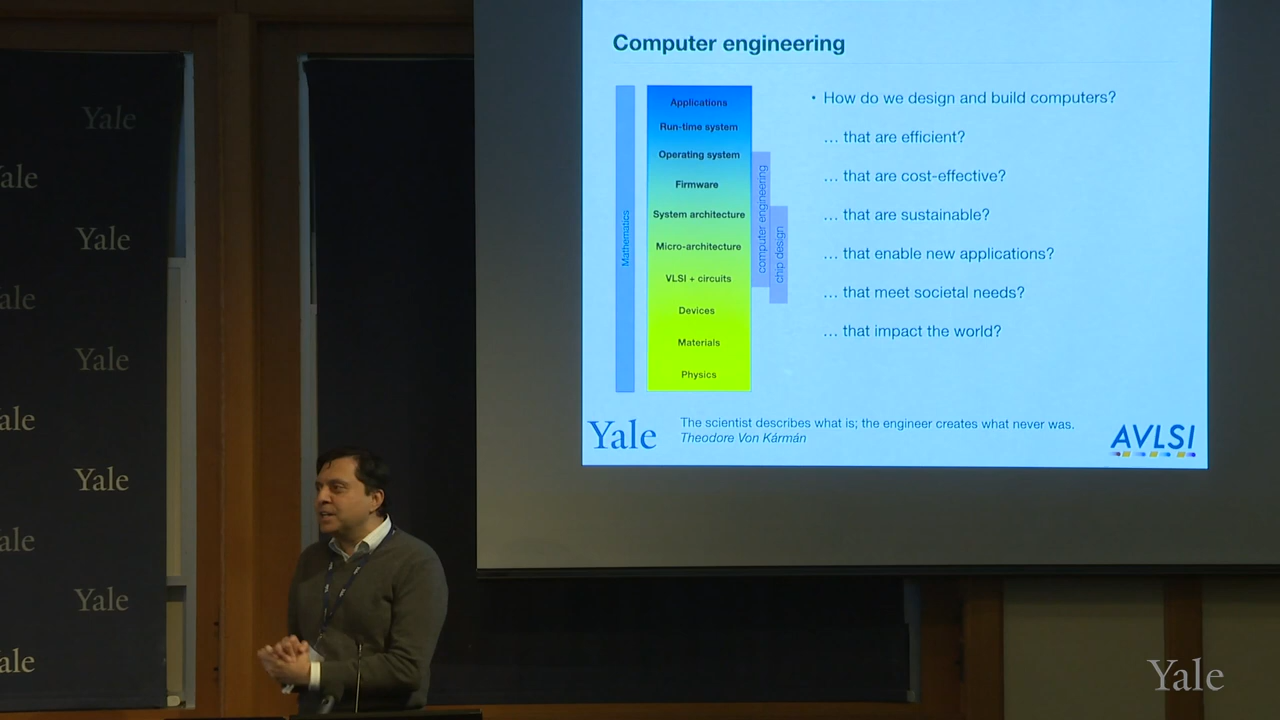 Computer engineering
Mathematics
Applications
Run-time system
Operating system
Firmware
System architecture
Micro-architecture
VLSI + circuits
Devices
Materials
Physics
computer engineering
chip design
• How do we design and build computers?
… that are efficient?
… that are cost-effective?
… that are sustainable?
… that enable new applications?
… that meet societal needs?
… that impact the world?
Yale
The scientist describes what is; the engineer creates what never was.
Theodore Von Kármán
AVLSI
Yale
ale
Yale
ale
Yale
ale
Yale
ale
Yale
ale
Yale